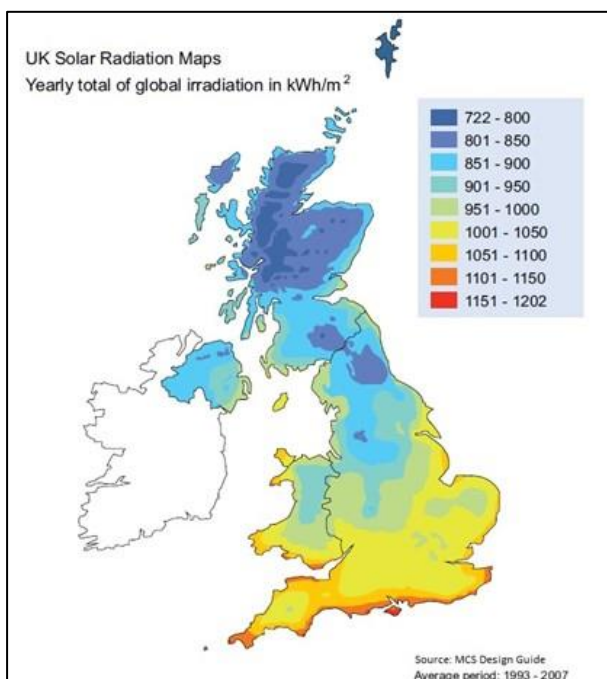 UK Solar Radiation Maps
Yearly total of global irradiation in kWh/m²
722 - 800
801 - 850
851 - 900
901 - 950
951 - 1000
1001 - 1050
1051 - 1100
1101 - 1150
1151 - 1202
Source: MCS Design Guide
Average period: 1993 - 2007